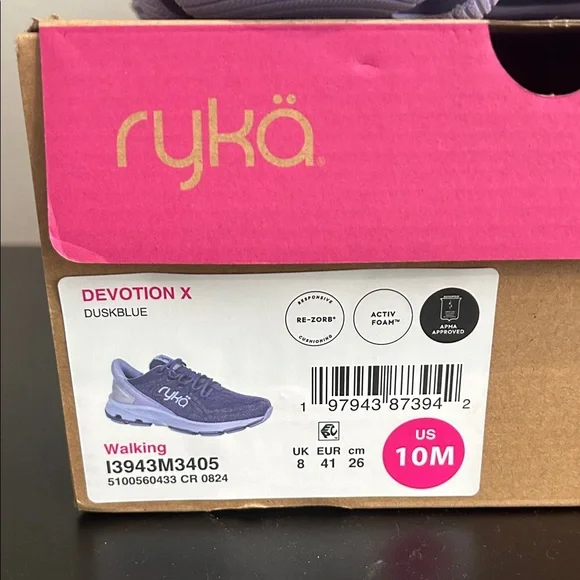 rykä®
DEVOTION X
DUSKBLUE
RESPONSIVE
RE-ZORB®
CUSHIONING
ACTIV
FOAM™
APMA
APPROVED
rykä
1 97943 87394 2
Walking
I3943M3405
5100560433 CR 0824
UK EUR cm
8 41 26
US
10M